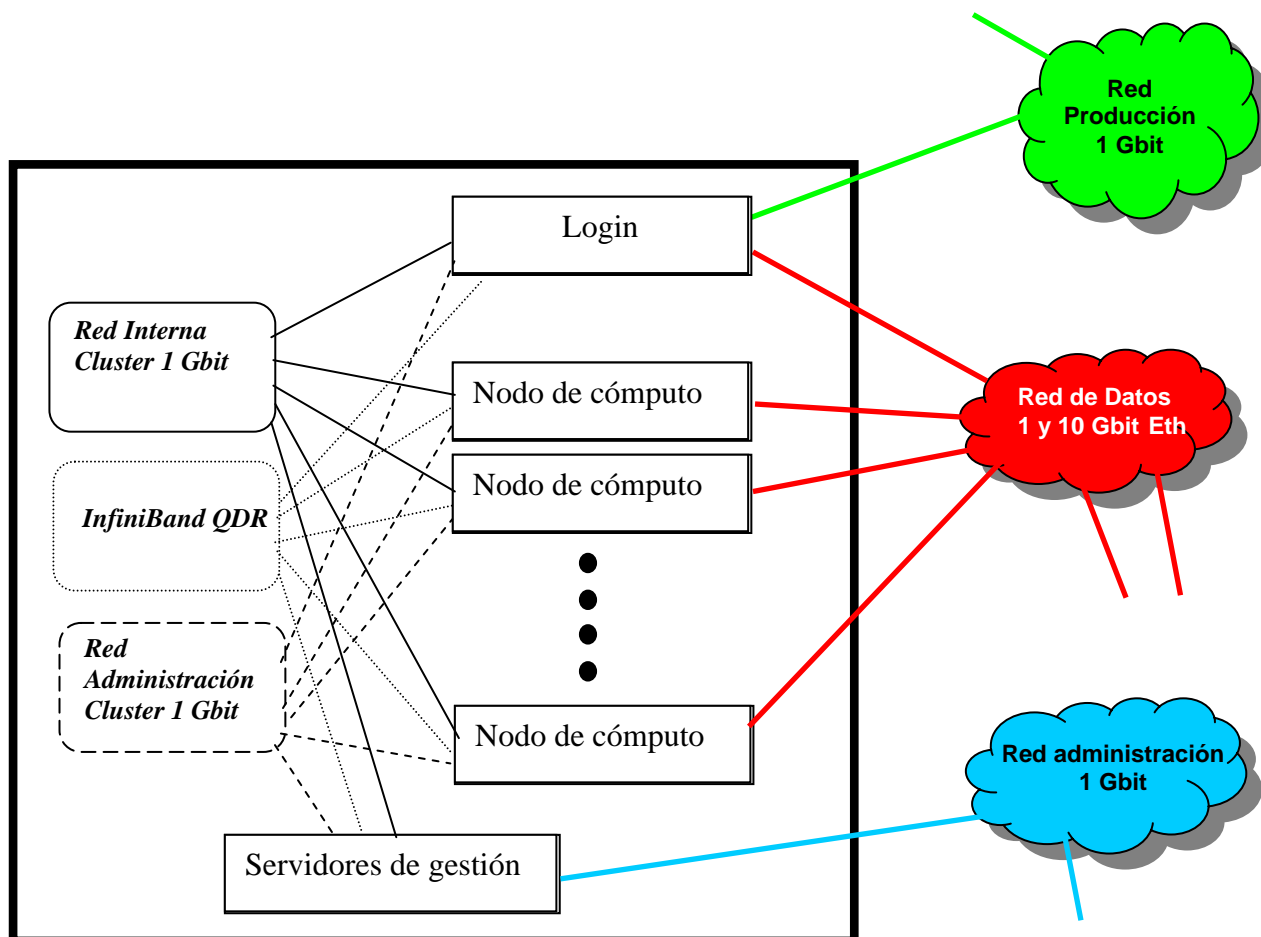 Red
Producción
1 Gbit
Login
Red Interna
Cluster 1 Gbit
Nodo de cómputo
Red de Datos
1 y 10 Gbit Eth
Nodo de cómputo
InfiniBand QDR
Red
Administración
Cluster 1 Gbit
Nodo de cómputo
Red administración
1 Gbit
Servidores de gestión